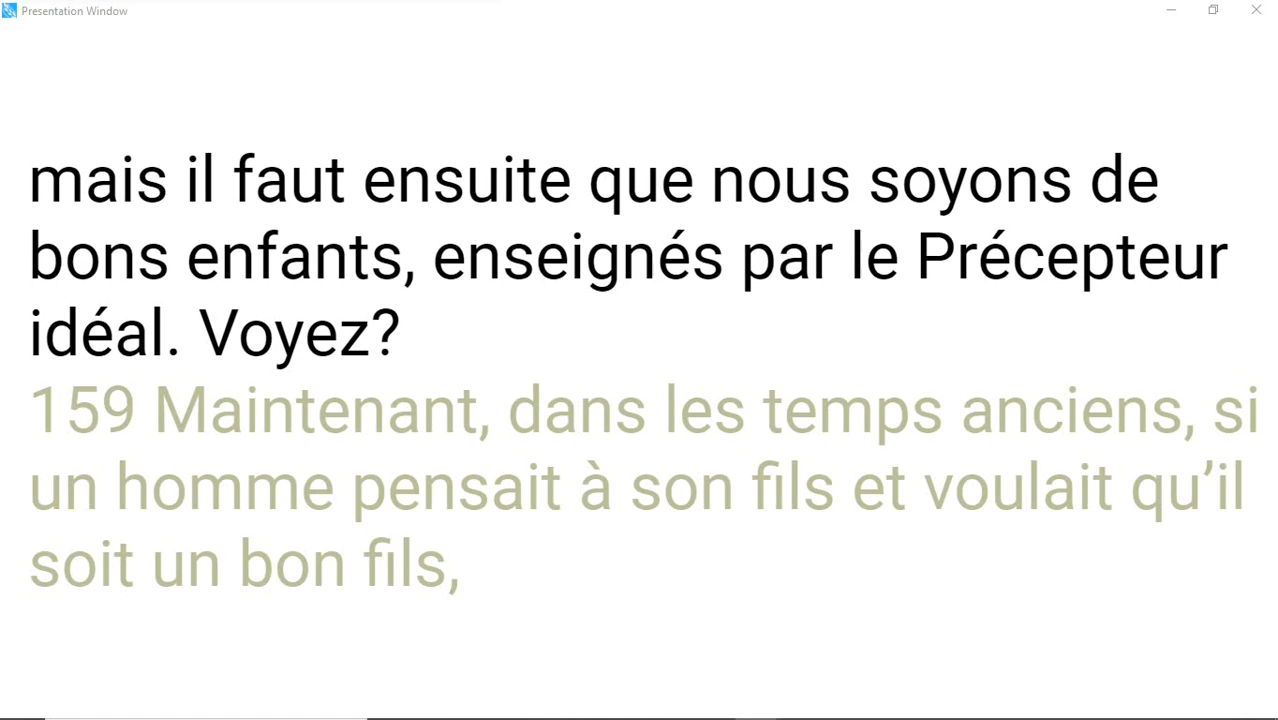 Presentation Window
mais il faut ensuite que nous soyons de
bons enfants, enseignés par le Précepteur
idéal. Voyez?
159 Maintenant, dans les temps anciens, si
un homme pensait à son fils et voulait qu’il
soit un bon fils,